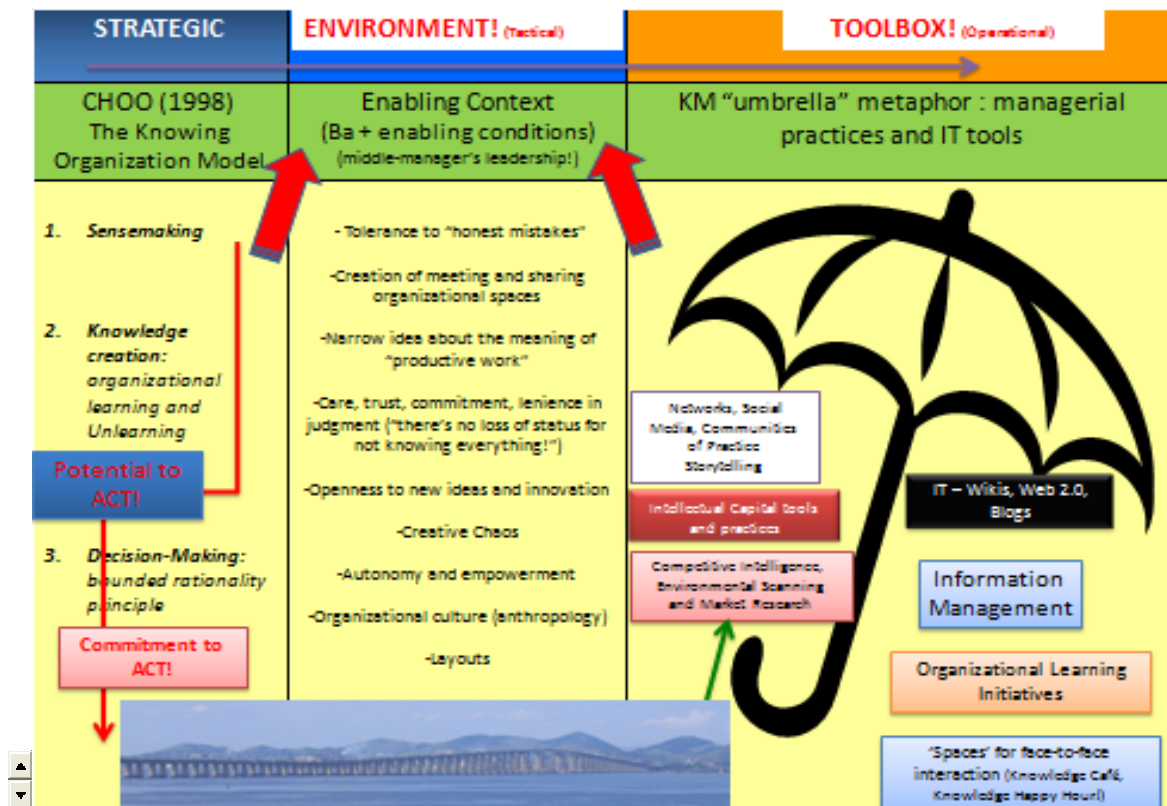 STRATEGIC
ENVIRONMENT! (Tactical)
TOOLBOX! (Operational)
CHOO (1998)
The Knowing
Organization Model
Enabling Context
(Ba + enabling conditions)
(middle-manager's leadership!)
KM "umbrella" metaphor : managerial
practices and IT tools
1. Sensemaking
2. Knowledge
creation:
organizational
learning and
Unlearning
Potential to
ACT!
3. Decision-Making:
bounded rationality
principle
Commitment to
ACT!
- Tolerance to "honest mistakes"
-Creation of meeting and sharing
organizational spaces
-Narrow idea about the meaning of
"productive work"
-Care, trust, commitment, lenience in
judgment ("there's no loss of status for
not knowing everything!")
-Openness to new ideas and innovation
-Creative Chaos
-Autonomy and empowerment
-Organizational culture (anthropology)
-Layouts
Networks, Social
Media, Communities
of Practice
Storytelling
Intellectual Capital tools
and practices
Competitive Intelligence,
Environmental Scanning
and Market Research
IT – Wikis, Web 2.0,
Blogs
Information
Management
Organizational Learning
Initiatives
'Spaces' for face-to-face
interaction (Knowledge Café,
Knowledge Happy Hour!)